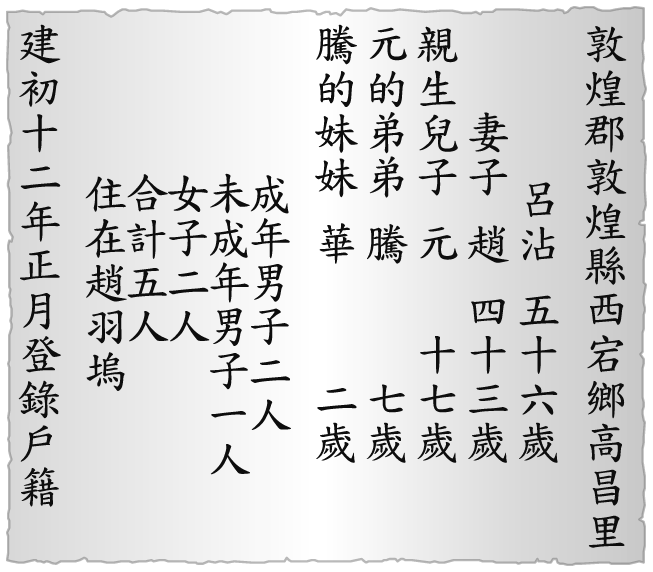 敦煌郡敦煌縣西宕鄉高昌里
呂沾 五十六歲
妻子 趙 四十三歲
親生兒子 元 十七歲
元的弟弟 騰 七歲
騰的妹妹 華 二歲
成年男子二人
未成年男子一人
女子二人
合計五人
住在趙羽塢
建初十二年正月登錄戶籍